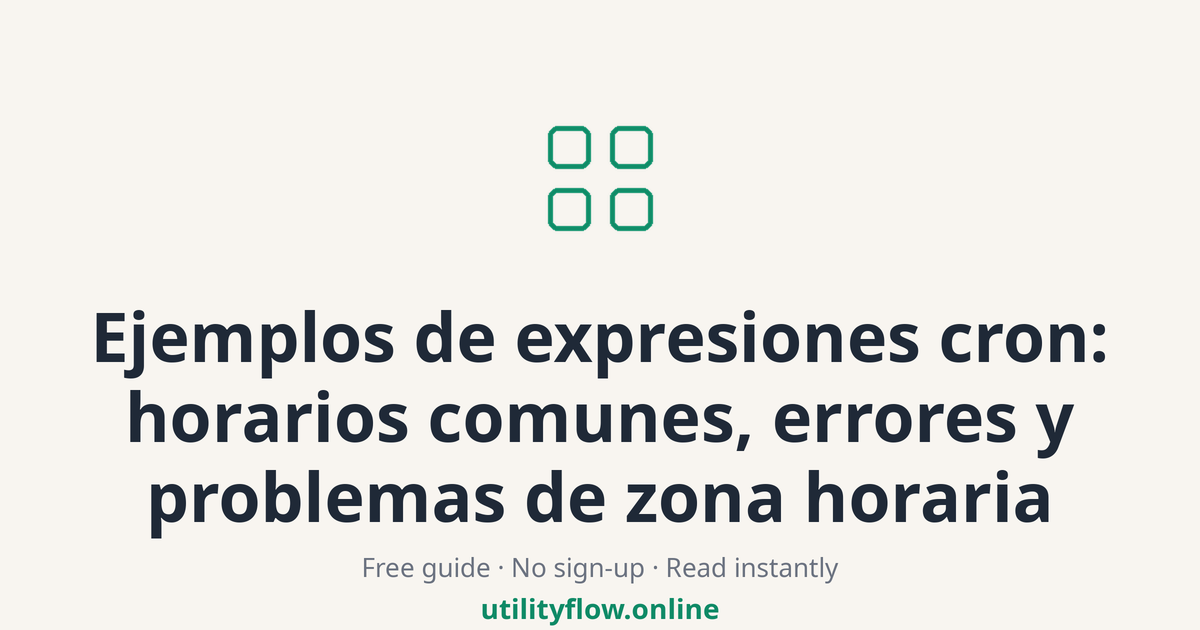 Ejemplos de expresiones cron:
horarios comunes, errores y
problemas de zona horaria
Free guide · No sign-up · Read instantly
utilityflow.online